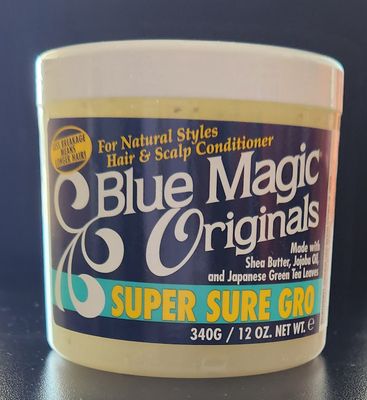 LESS BREAKAGE
MEANS
LONGER HAIR!
For Natural Styles
Hair & Scalp Conditioner
Blue Magic
Originals
Made with
Shea Butter, Jojoba Oil,
and Japanese Green Tea Leaves
SUPER SURE GRO
340G / 12 OZ. NET WT. e